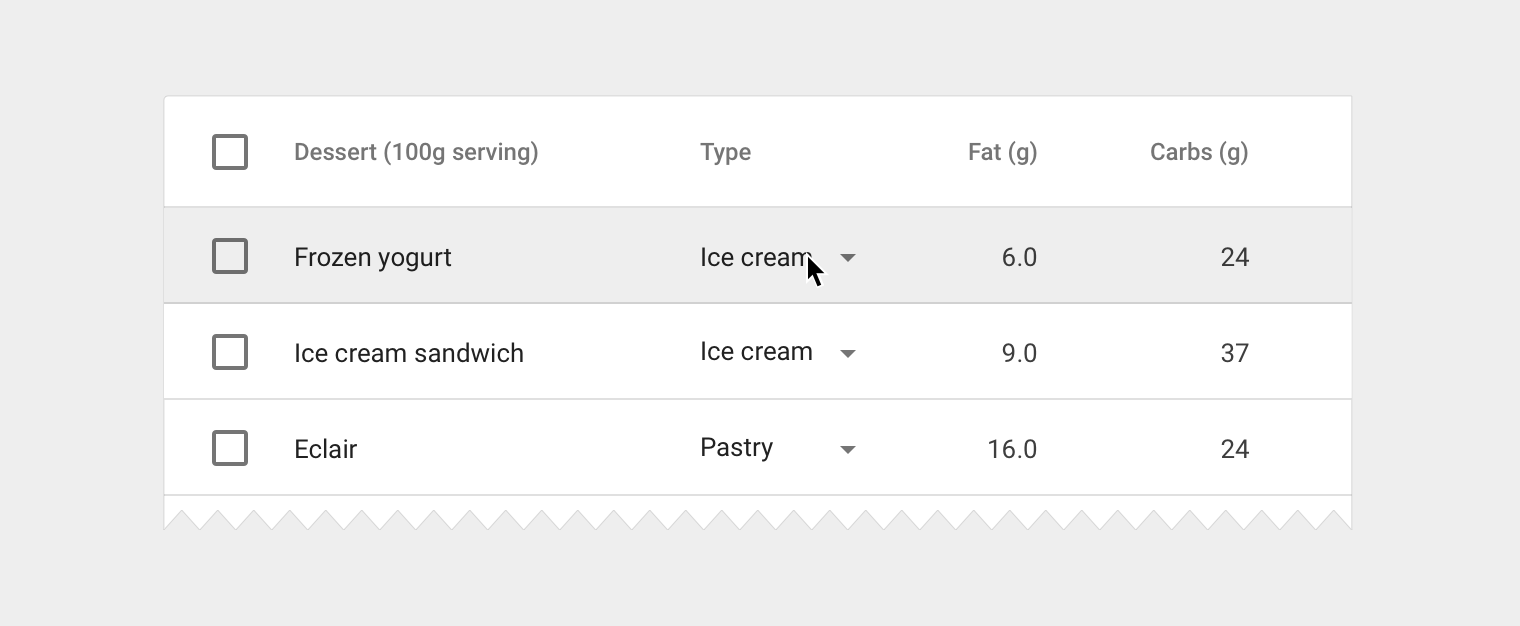 Dessert (100g serving) Type Fat (g) Carbs (g)
Frozen yogurt Ice cream 6.0 24
Ice cream sandwich Ice cream 9.0 37
Eclair Pastry 16.0 24